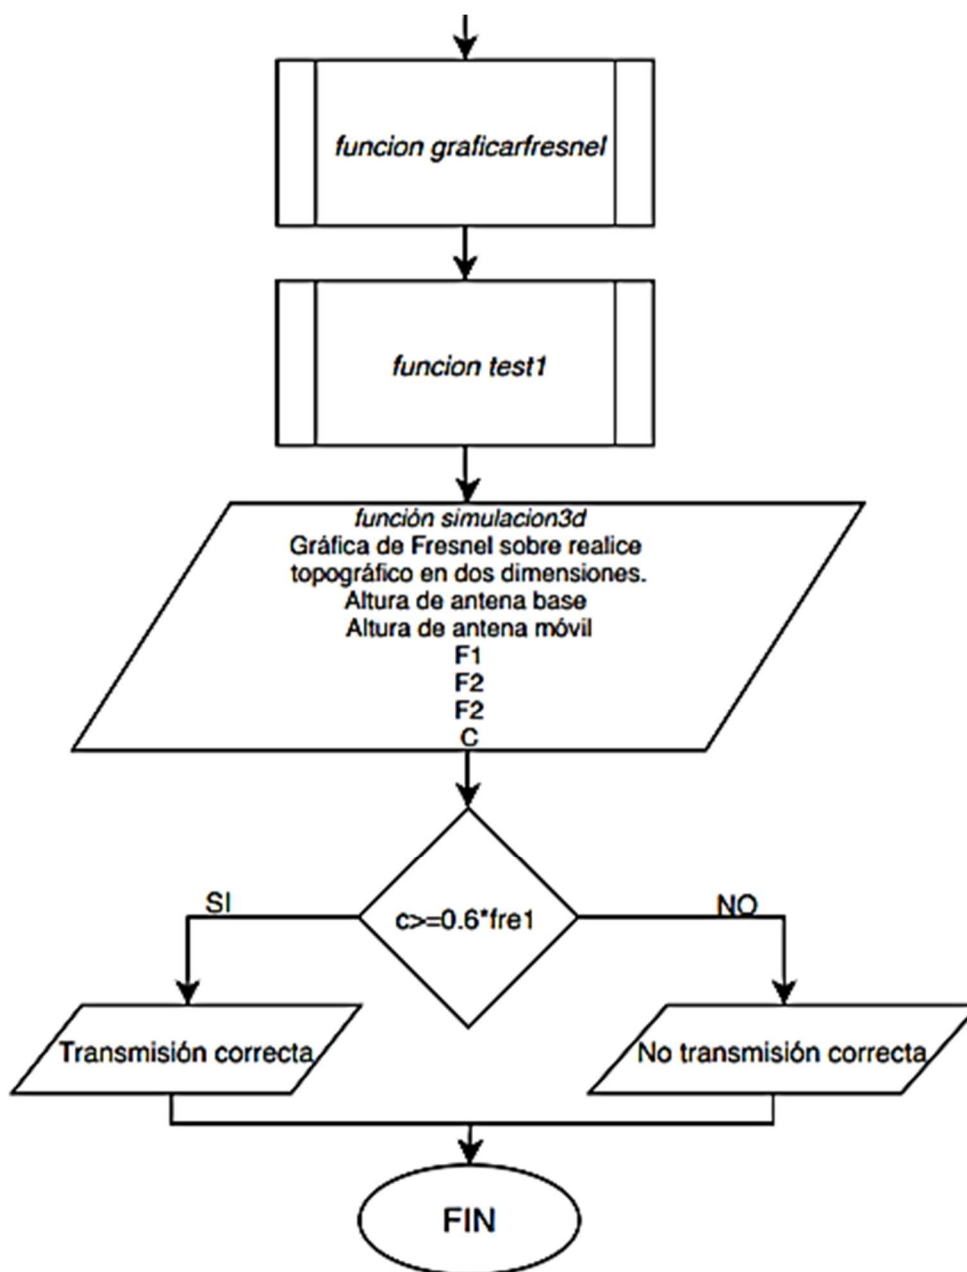 funcion graficarfresnel
funcion test1
función simulacion3d
Gráfica de Fresnel sobre realice
topográfico en dos dimensiones.
Altura de antena base
Altura de antena móvil
F1
F2
F2
C
c>=0.6*fre1
SI
NO
Transmisión correcta
No transmisión correcta
FIN